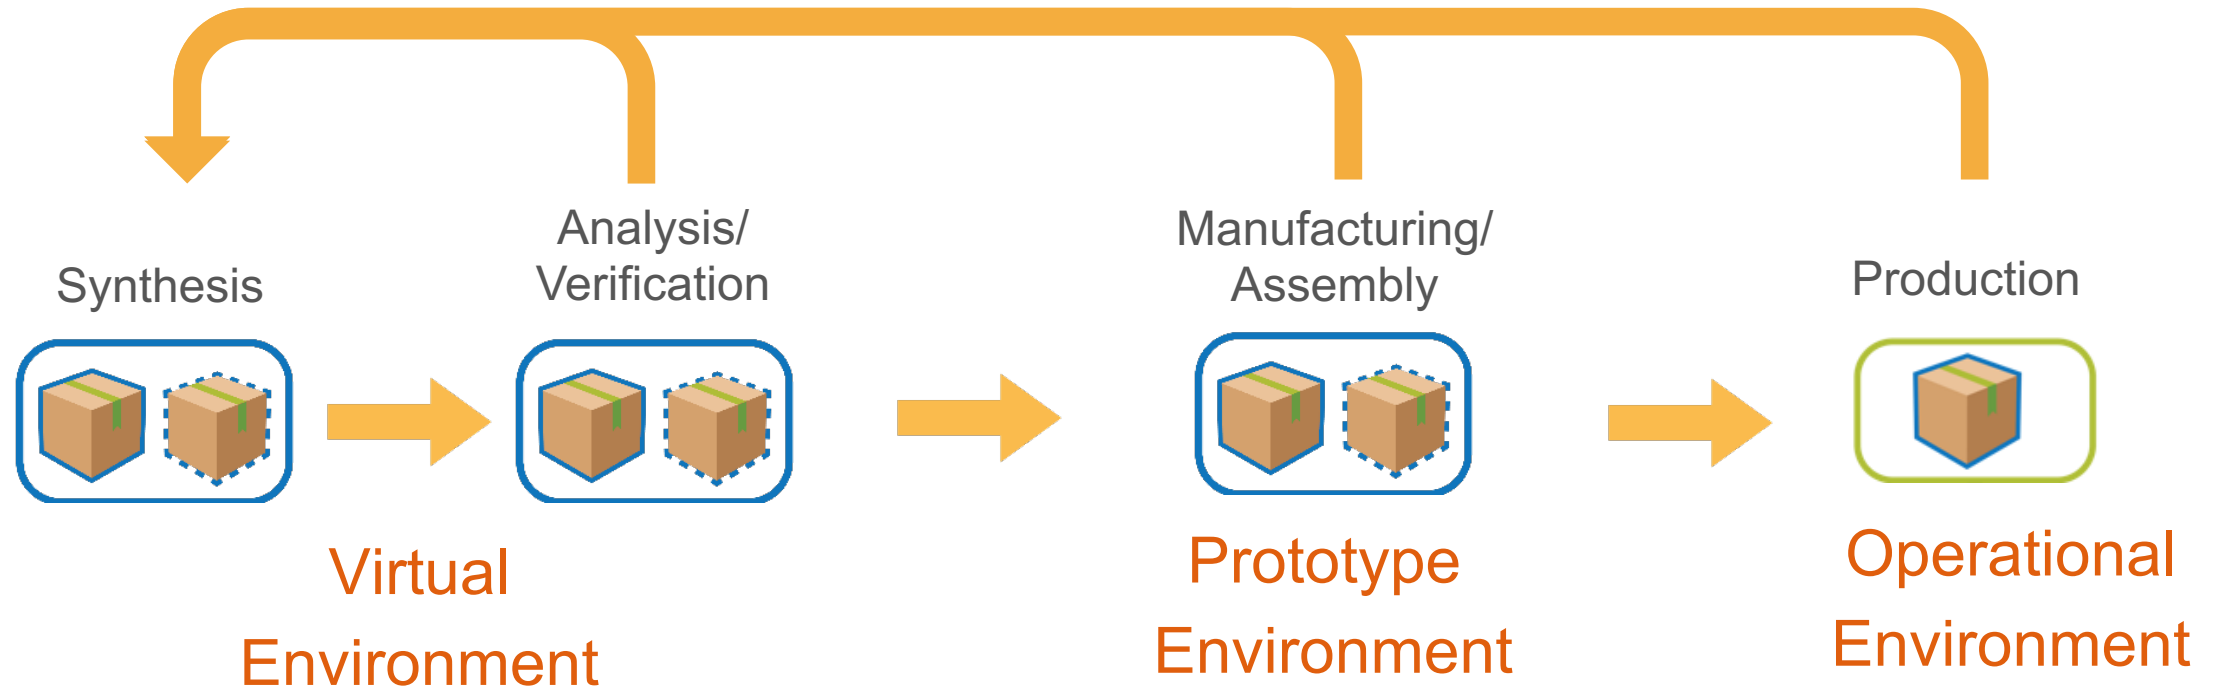 Synthesis
Analysis/
Verification
Manufacturing/
Assembly
Production
Virtual
Environment
Prototype
Environment
Operational
Environment